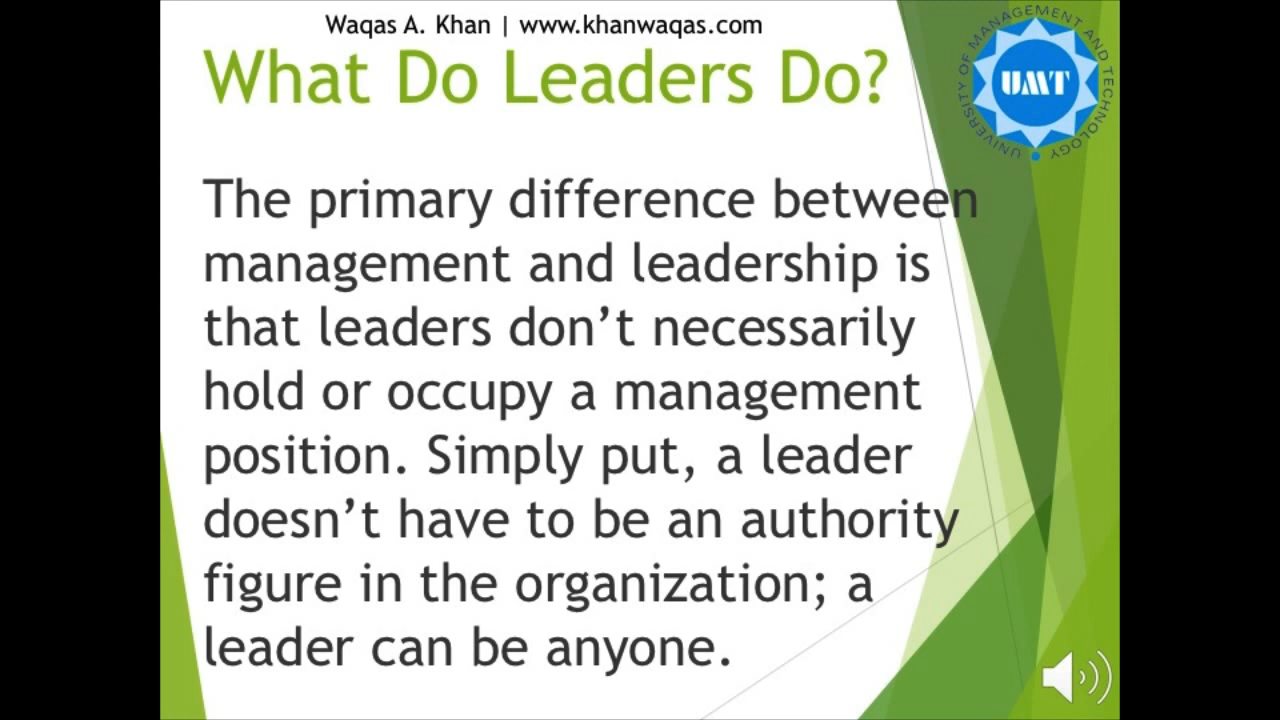 Waqas A. Khan | www.khanwaqas.com
What Do Leaders Do?
UNIVERSITY OF MANAGEMENT AND TECHNOLOGY
UMT
The primary difference between
management and leadership is
that leaders don’t necessarily
hold or occupy a management
position. Simply put, a leader
doesn’t have to be an authority
figure in the organization; a
leader can be anyone.